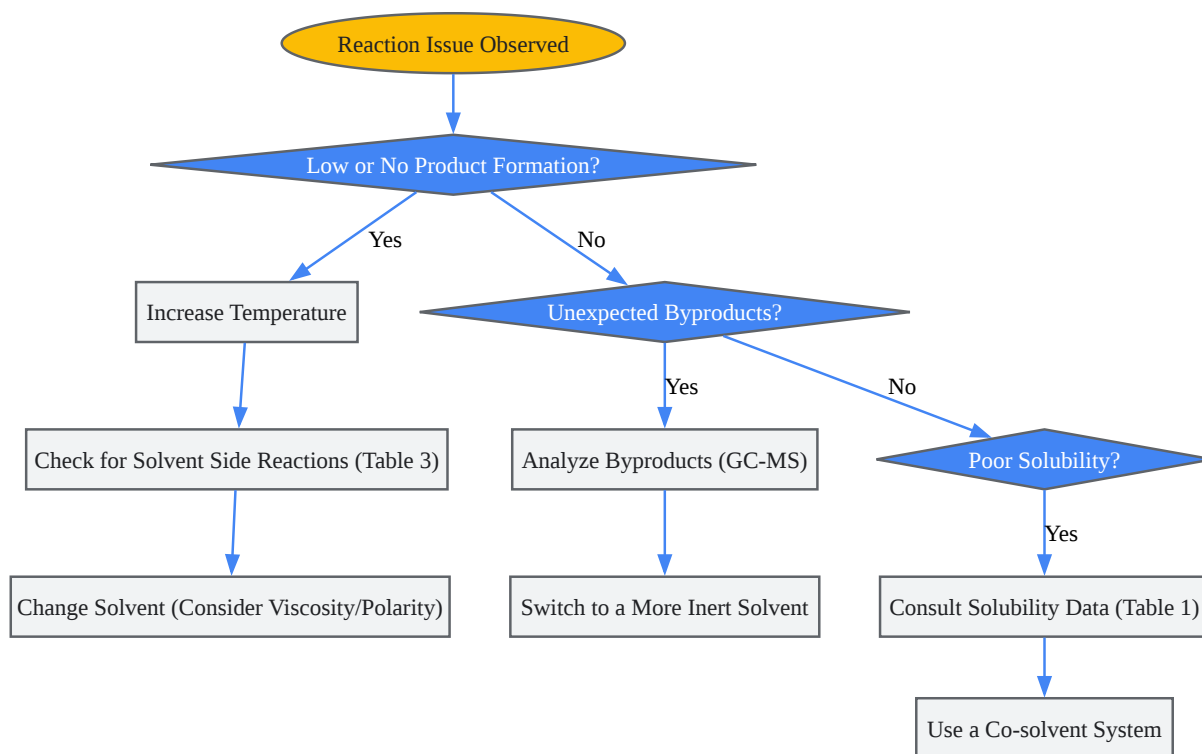 Reaction Issue Observed
Low or No Product Formation?
Yes
No
Increase Temperature
Unexpected Byproducts?
Yes
No
Check for Solvent Side Reactions (Table 3)
Analyze Byproducts (GC-MS)
Poor Solubility?
Yes
Change Solvent (Consider Viscosity/Polarity)
Switch to a More Inert Solvent
Consult Solubility Data (Table 1)
Use a Co-solvent System